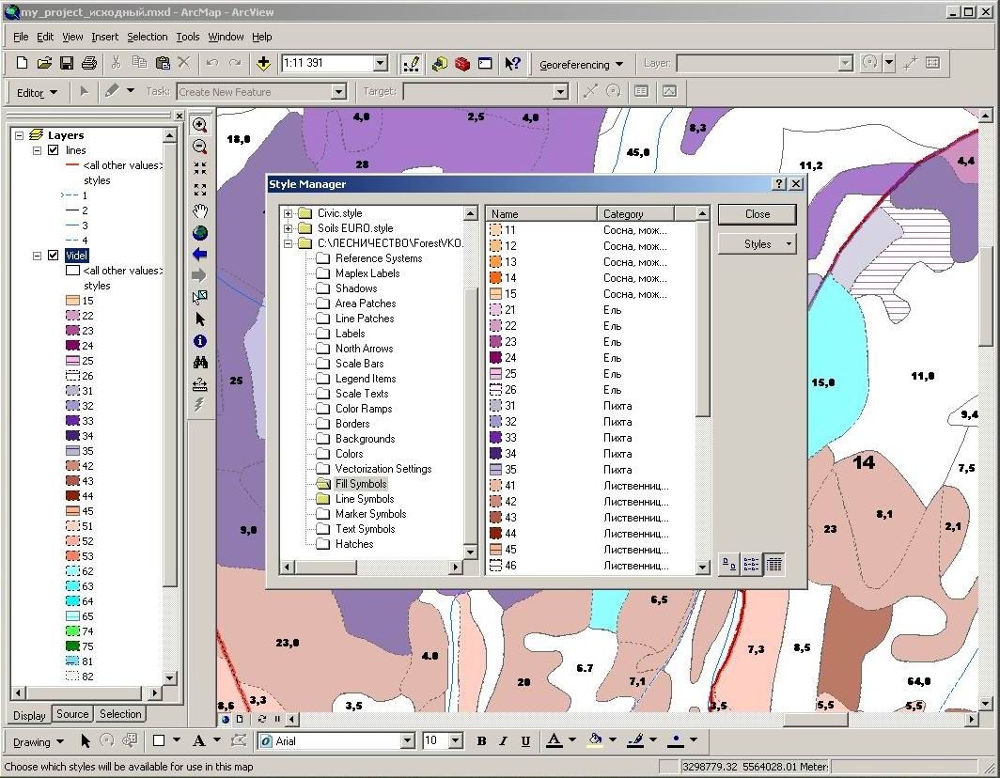 my_project_исходный.mxd - ArcMap - ArcView
File Edit View Insert Selection Tools Window Help
1:11 391 Georeferencing Layer:
Editor Task: Create New Feature Target:
Layers
lines
<all other values>
styles
1
2
3
4
Videl
<all other values>
styles
15
22
23
24
25
26
31
32
33
34
35
42
43
44
45
51
52
53
62
63
64
65
74
75
81
82
Display Source Selection
4,0 2,5 4,0 8,3
18,0 45,0
28 11,2 4,4
Style Manager
Civic.style
Soils EURO.style
C:\ЛЕСНИЧЕСТВО\ForestVKO.
Reference Systems
Maplex Labels
Shadows
Area Patches
Line Patches
Labels
North Arrows
Scale Bars
Legend Items
Scale Texts
Color Ramps
Borders
Backgrounds
Colors
Vectorization Settings
Fill Symbols
Line Symbols
Marker Symbols
Text Symbols
Hatches
Name Category
11 Сосна, мож...
12 Сосна, мож...
13 Сосна, мож...
14 Сосна, мож...
15 Сосна, мож...
21 Ель
22 Ель
23 Ель
24 Ель
25 Ель
26 Ель
31 Пихта
32 Пихта
33 Пихта
34 Пихта
35 Пихта
41 Лиственниц...
42 Лиственниц...
43 Лиственниц...
44 Лиственниц...
45 Лиственниц...
46 Лиственниц...
Close
Styles
25 15,0 11,0
9,4
14 7,5
9,0 23 8,1 2,1
6,5
23,0 4.0 20 6.7 7,1 7,3 8,5 64,0
8,6 3,3 3,5 3,5 5,5 5,5
Drawing A Arial 10 B I U A
Choose which styles will be available for use in this map 3298779.32 5564028.01 Meter: